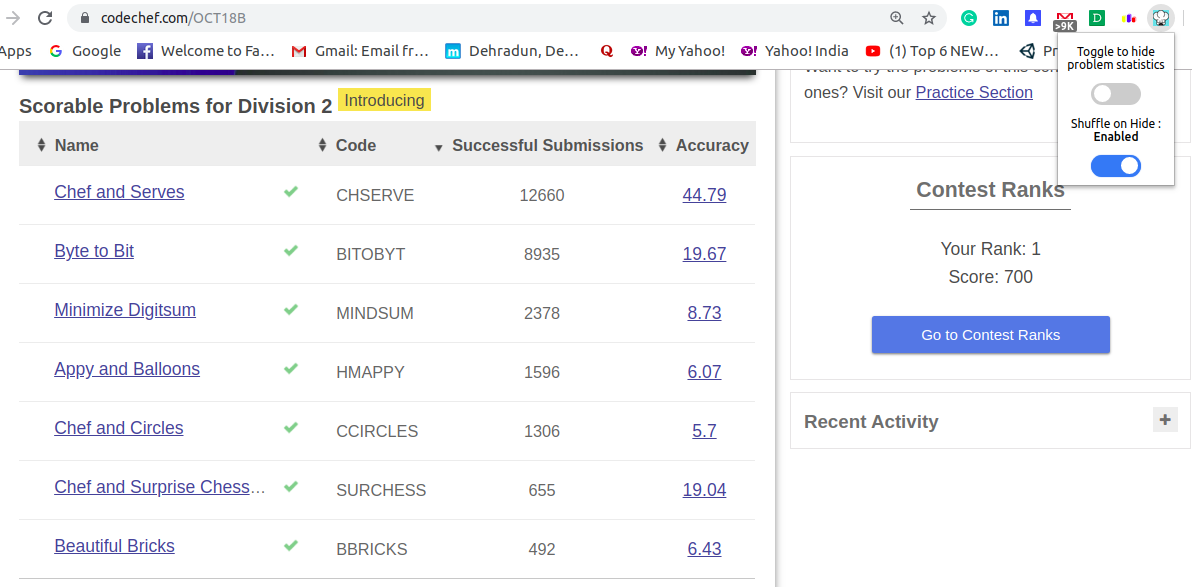 codechef.com/OCT18B
>9K
Apps Google Welcome to Fa… Gmail: Email fr… Dehradun, De… My Yahoo! Yahoo! India (1) Top 6 NEW…
Toggle to hide
problem statistics
Shuffle on Hide :
Enabled
Scorable Problems for Division 2 Introducing
Name Code Successful Submissions Accuracy
Chef and Serves CHSERVE 12660 44.79
Byte to Bit BITOBYT 8935 19.67
Minimize Digitsum MINDSUM 2378 8.73
Appy and Balloons HMAPPY 1596 6.07
Chef and Circles CCIRCLES 1306 5.7
Chef and Surprise Chess… SURCHESS 655 19.04
Beautiful Bricks BBRICKS 492 6.43
ones? Visit our Practice Section
Contest Ranks
Your Rank: 1
Score: 700
Go to Contest Ranks
Recent Activity +